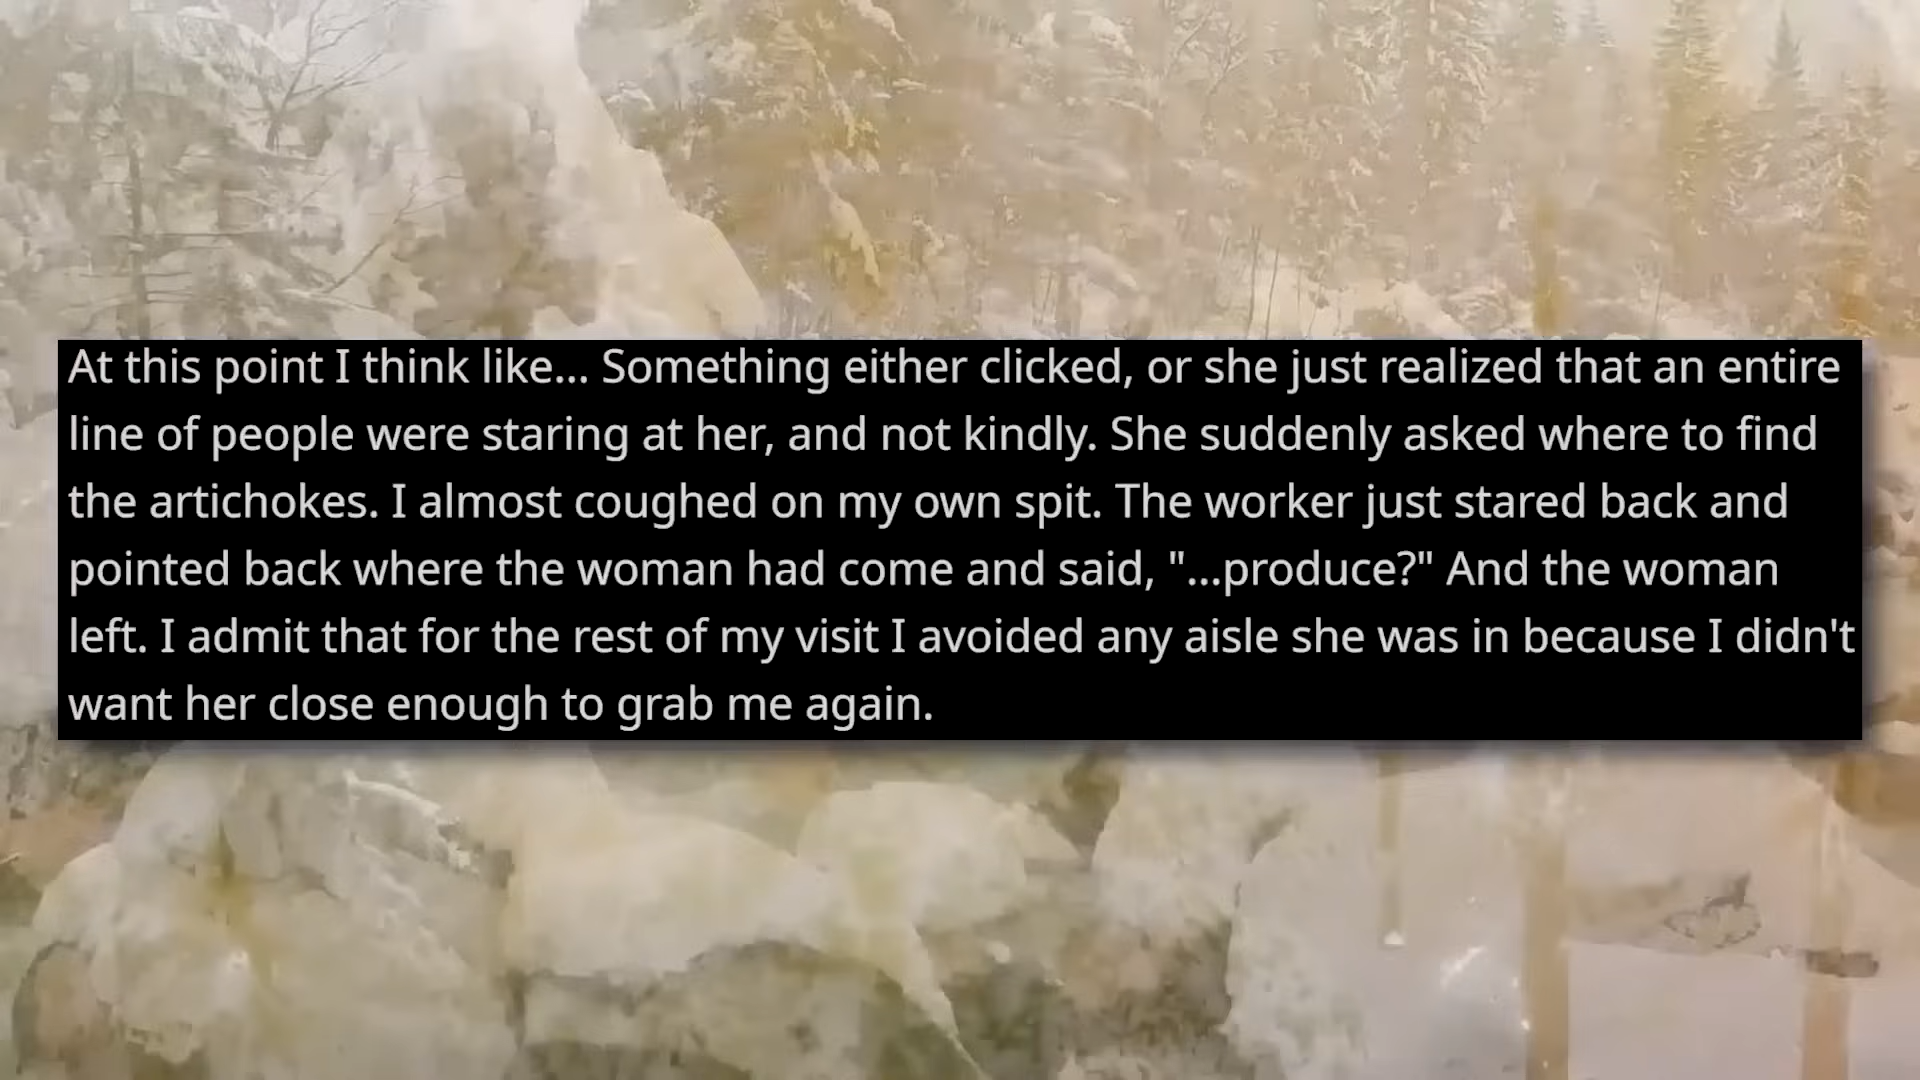 At this point I think like... Something either clicked, or she just realized that an entire
line of people were staring at her, and not kindly. She suddenly asked where to find
the artichokes. I almost coughed on my own spit. The worker just stared back and
pointed back where the woman had come and said, "...produce?" And the woman
left. I admit that for the rest of my visit I avoided any aisle she was in because I didn't
want her close enough to grab me again.